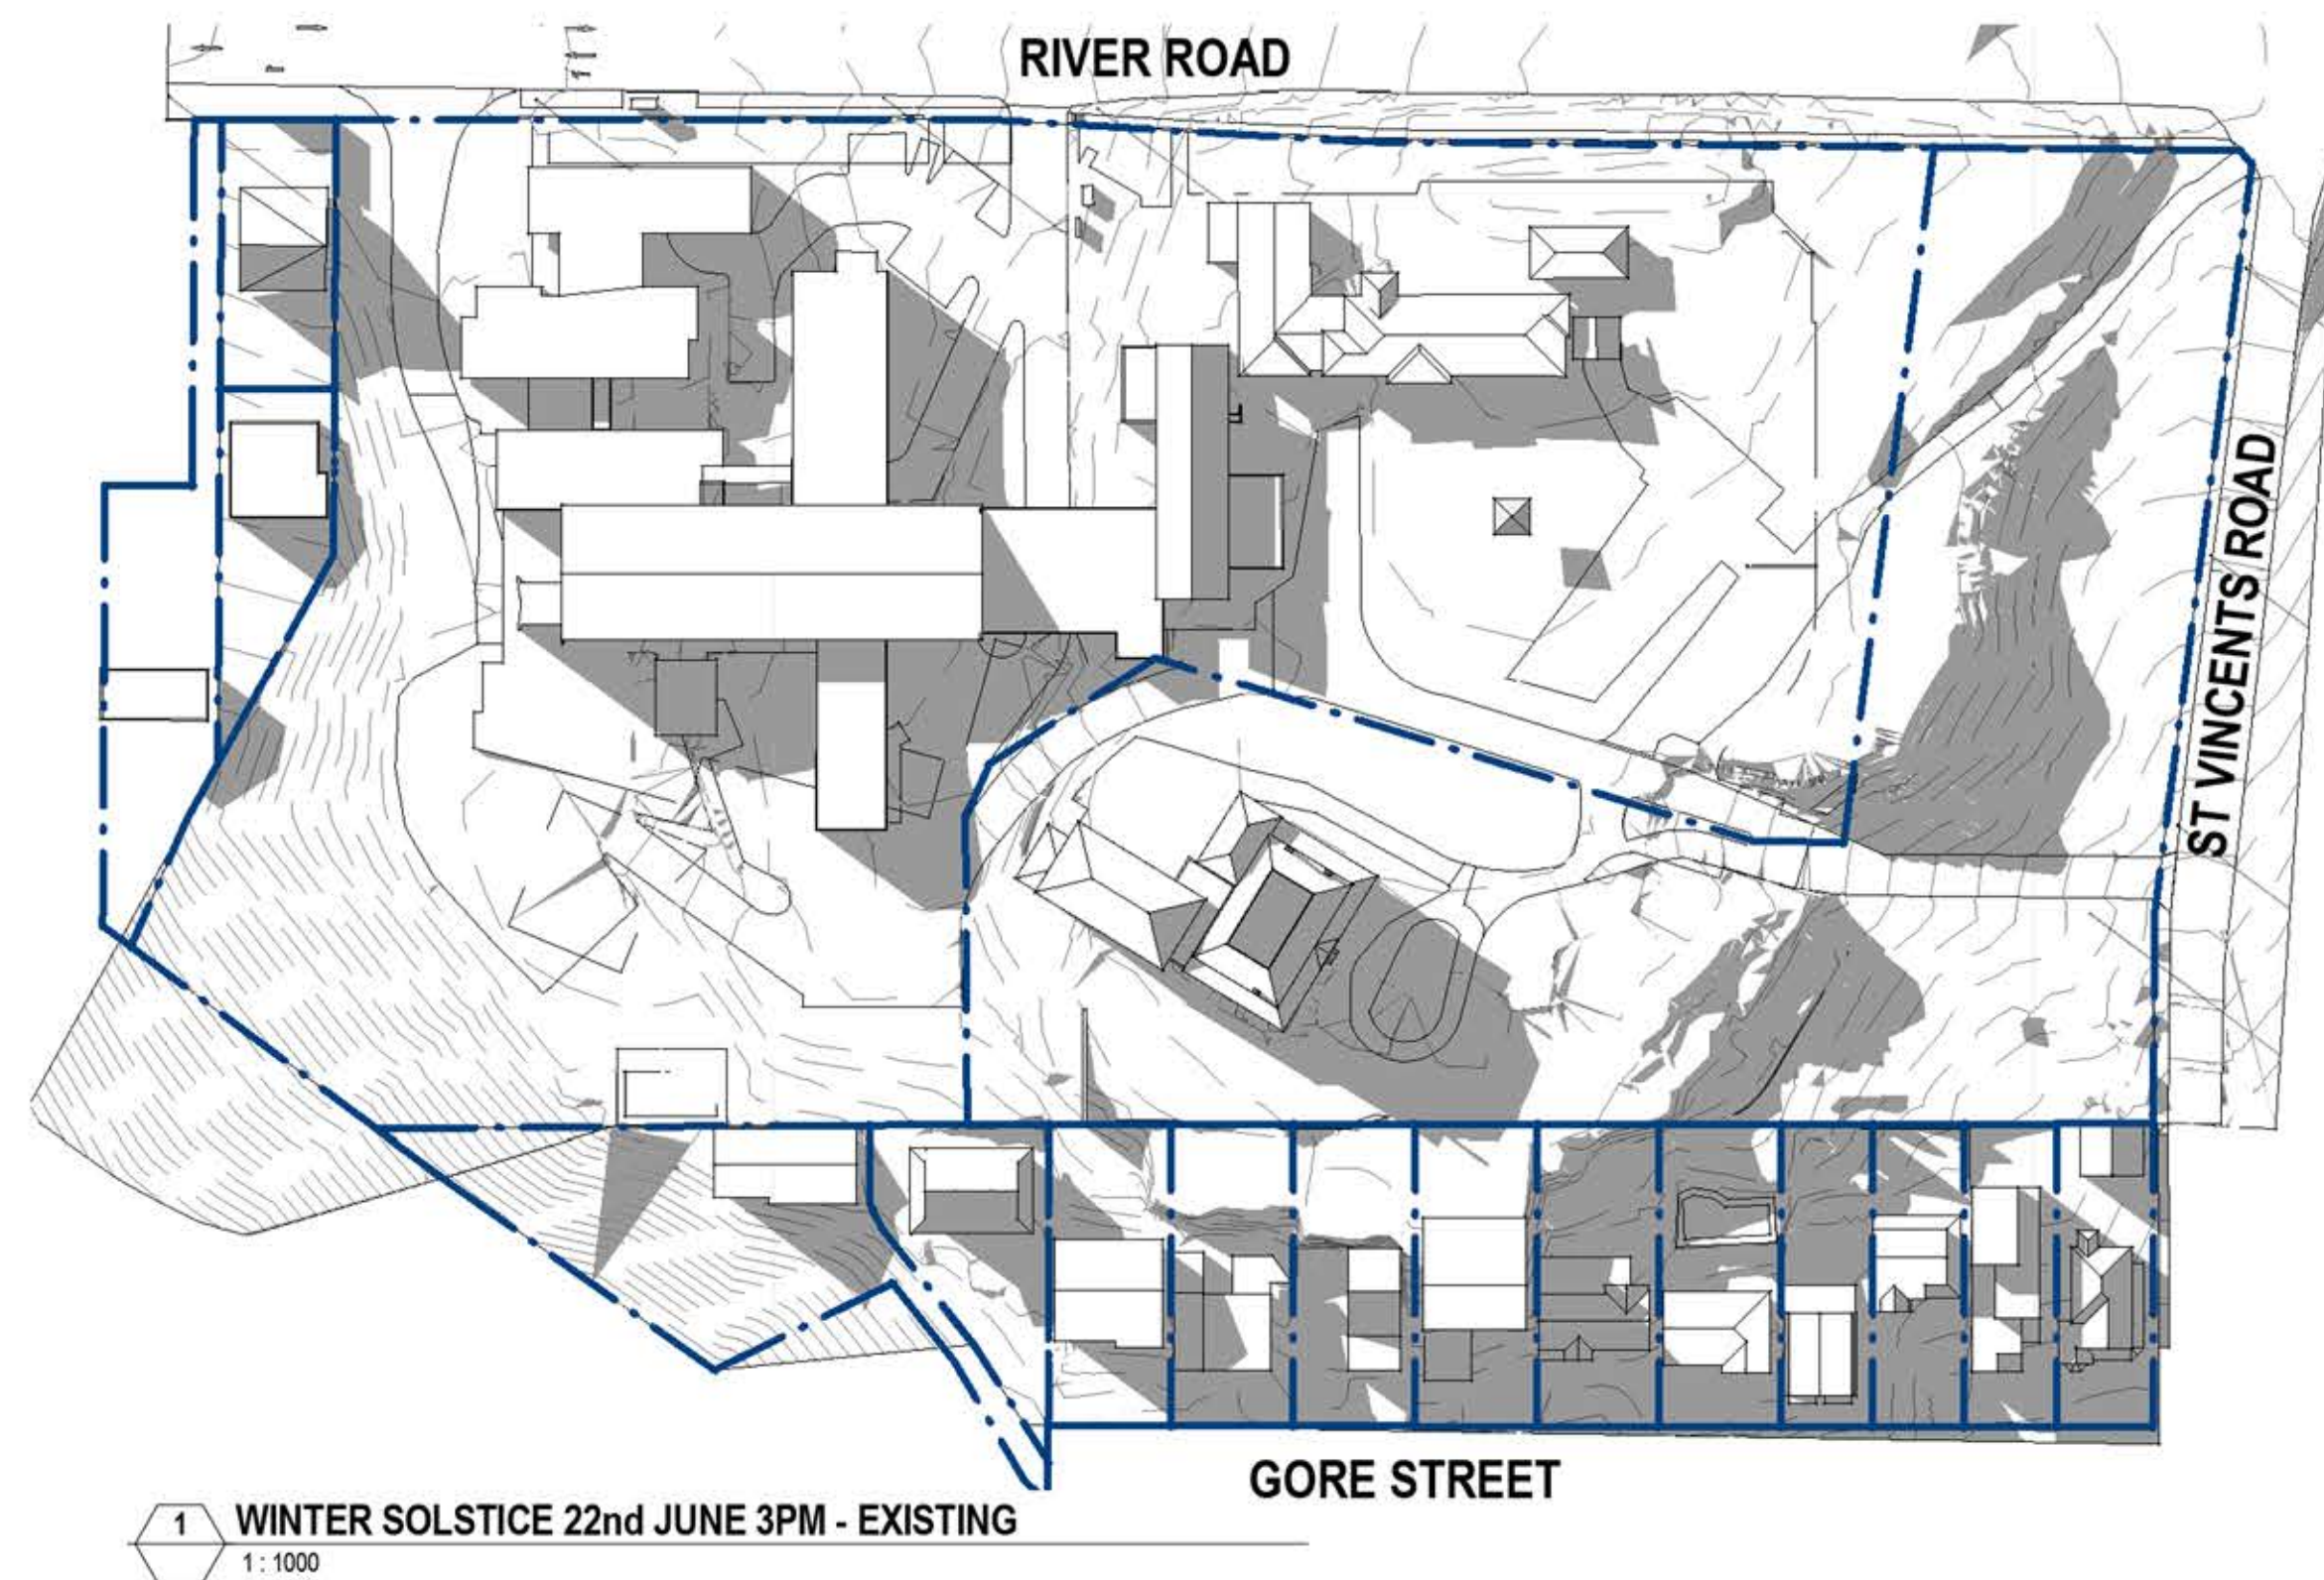 RIVER ROAD
ST VINCENTS ROAD
GORE STREET
1 WINTER SOLSTICE 22nd JUNE 3PM - EXISTING
1 : 1000